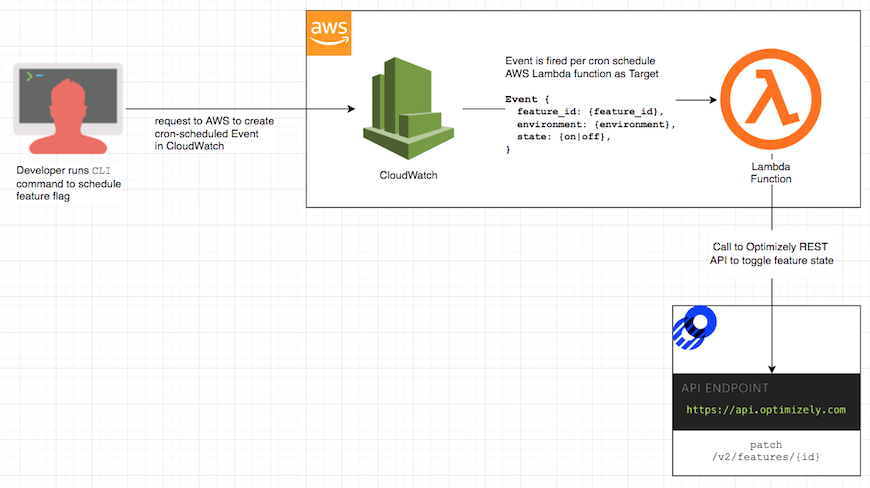 aws
Event is fired per cron schedule
AWS Lambda function as Target
Event {
feature_id: {feature_id},
environment: {environment},
state: {on|off},
}
request to AWS to create
cron-scheduled Event
in CloudWatch
Developer runs CLI
command to schedule
feature flag
CloudWatch
Lambda
Function
Call to Optimizely REST
API to toggle feature state
API ENDPOINT
https://api.optimizely.com
patch
/v2/features/{id}